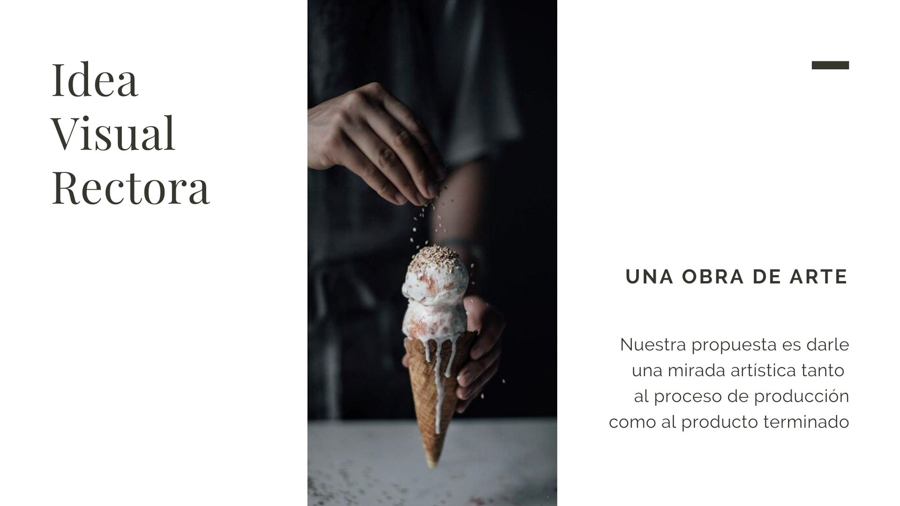 Idea
Visual
Rectora
UNA OBRA DE ARTE
Nuestra propuesta es darle
una mirada artística tanto
al proceso de producción
como al producto terminado